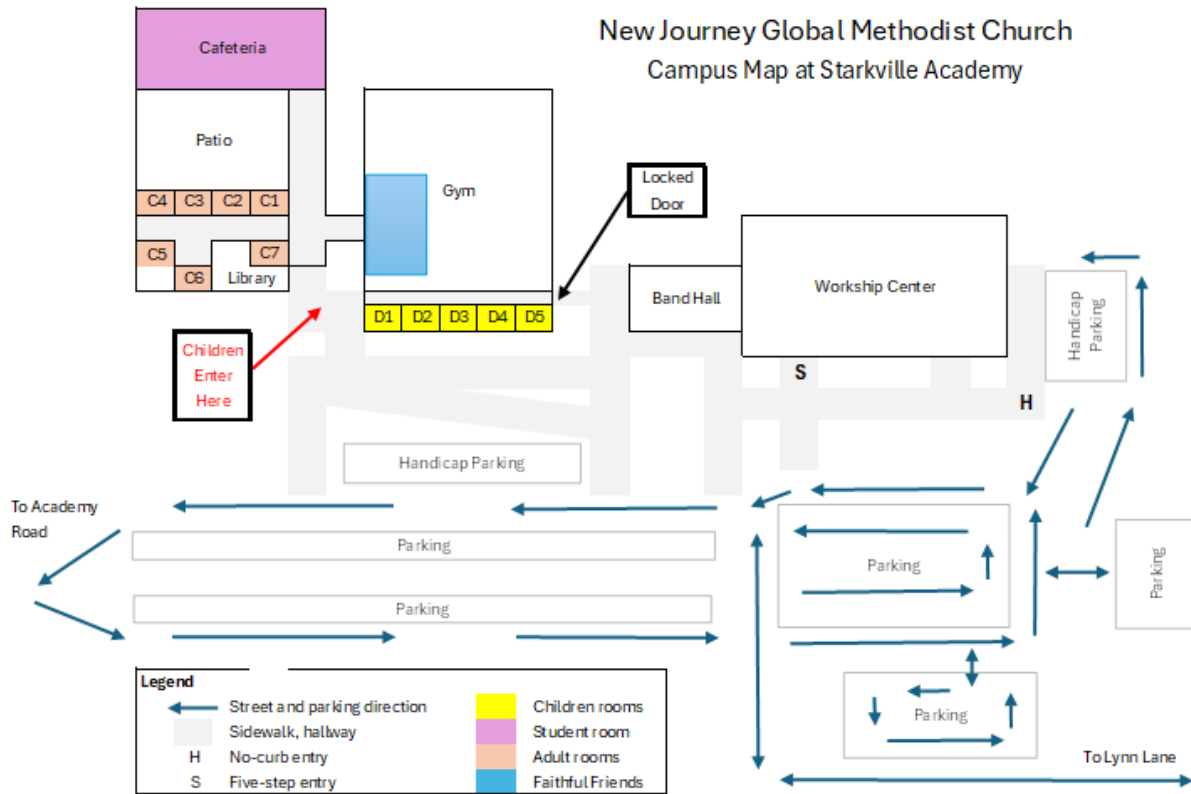 New Journey Global Methodist Church
Campus Map at Starkville Academy
Cafeteria
Patio
Gym
C4 C3 C2 C1
C5
C6
C7
Library
Locked
Door
Band Hall
Workship Center
Handicap
Parking
D1 D2 D3 D4 D5
Children
Enter
Here
S
H
Handicap Parking
To Academy
Road
Parking
Parking
Parking
Parking
Parking
To Lynn Lane
Legend
Street and parking direction
Sidewalk, hallway
H No-curb entry
S Five-step entry
Children rooms
Student room
Adult rooms
Faithful Friends